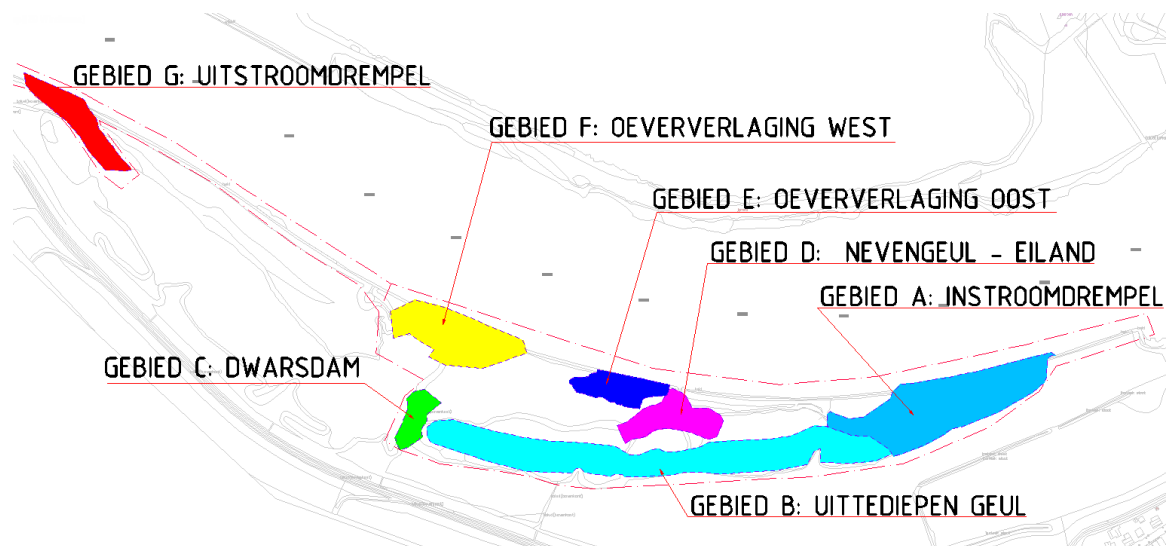 GEBIED G: UITSTROOMDREMPEL
GEBIED F: OEVERVERLAGING WEST
GEBIED E: OEVERVERLAGING OOST
GEBIED D: NEVENGEUL - EILAND
GEBIED A: INSTROOMDREMPEL
GEBIED C: DWARSDAM
GEBIED B: UITTEDIEPEN GEUL